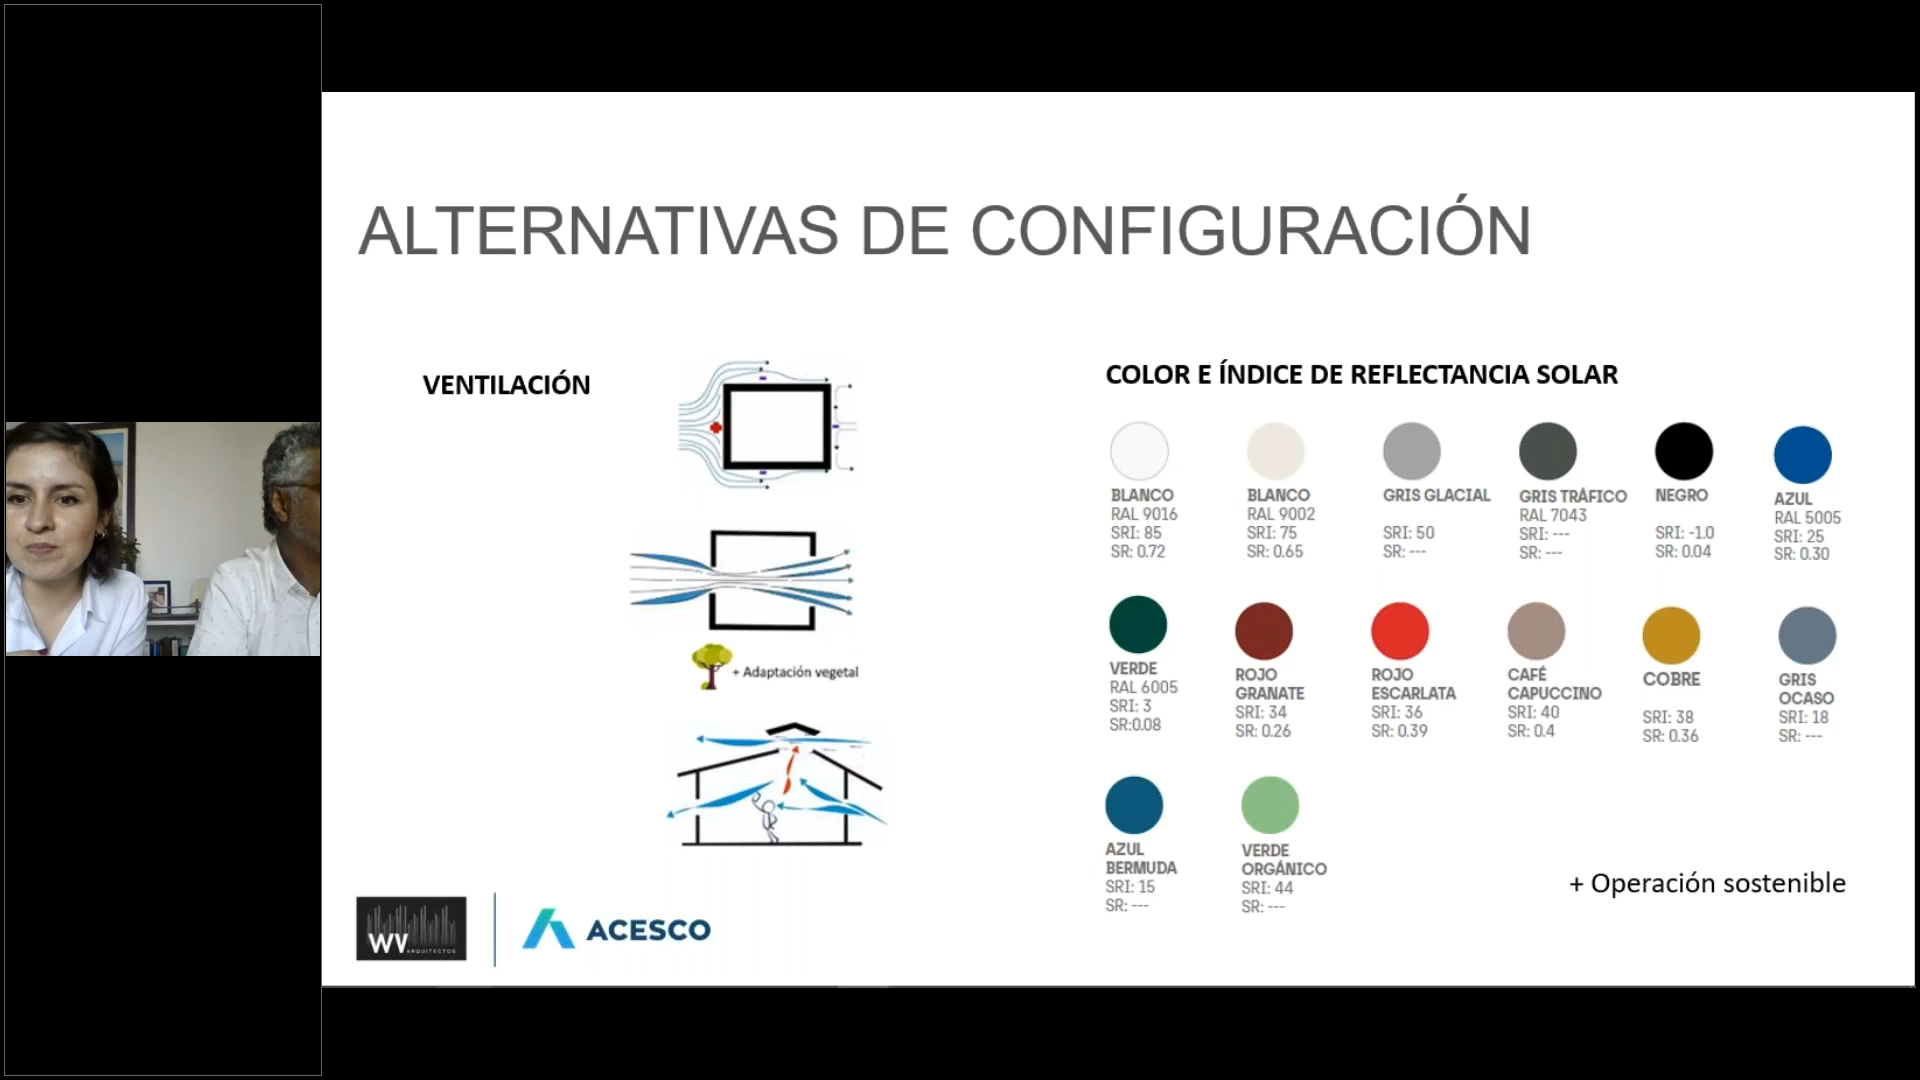 ALTERNATIVAS DE CONFIGURACIÓN
VENTILACIÓN
+ Adaptación vegetal
COLOR E ÍNDICE DE REFLECTANCIA SOLAR
BLANCO
RAL 9016
SRI: 85
SR: 0.72
BLANCO
RAL 9002
SRI: 75
SR: 0.65
GRIS GLACIAL
SRI: 50
SR: ---
GRIS TRÁFICO
RAL 7043
SRI: ---
SR: ---
NEGRO
SRI: -1.0
SR: 0.04
AZUL
RAL 5005
SRI: 25
SR: 0.30
VERDE
RAL 6005
SRI: 3
SR:0.08
ROJO
GRANATE
SRI: 34
SR: 0.26
ROJO
ESCARLATA
SRI: 36
SR: 0.39
CAFÉ
CAPUCCINO
SRI: 40
SR: 0.4
COBRE
SRI: 38
SR: 0.36
GRIS
OCASO
SRI: 18
SR: ---
AZUL
BERMUDA
SRI: 15
SR: ---
VERDE
ORGÁNICO
SRI: 44
SR: ---
+ Operación sostenible
WV
ARQUITECTOS
ACESCO